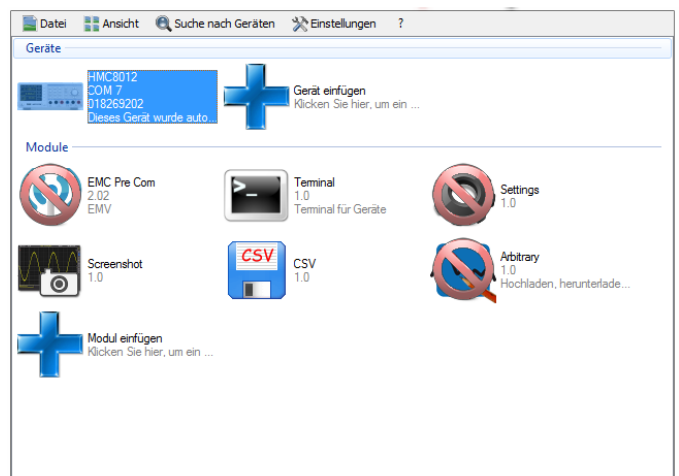 Datei Ansicht Suche nach Geräten Einstellungen ?
Geräte
HMC8012
COM 7
018269202
Dieses Gerät wurde auto...
Gerät einfügen
Klicken Sie hier, um ein ...
Module
EMC Pre Com
2.02
EMV
>_
Terminal
1.0
Terminal für Geräte
Settings
1.0
Screenshot
1.0
CSV
CSV
1.0
Arbitrary
1.0
Hochladen, herunterlade...
Modul einfügen
Klicken Sie hier, um ein ...